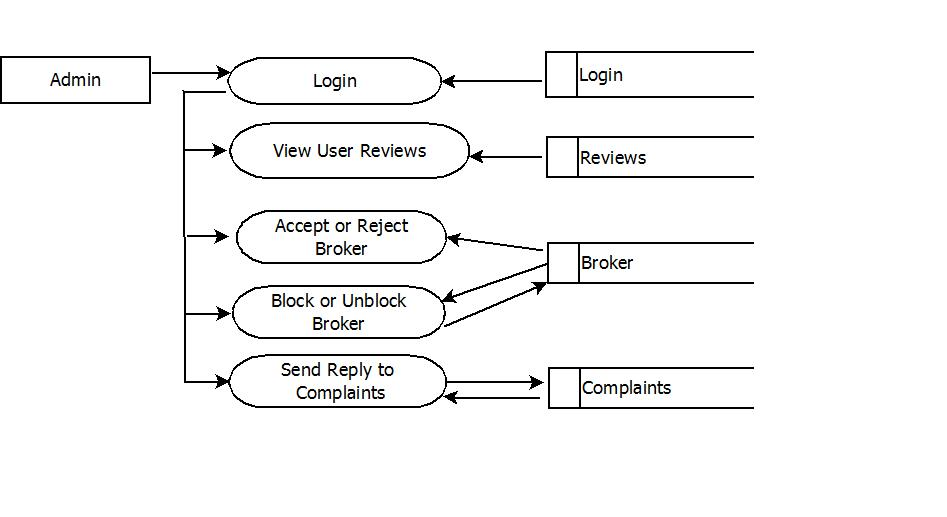 Admin
Login
Login
View User Reviews
Reviews
Accept or Reject
Broker
Broker
Block or Unblock
Broker
Send Reply to
Complaints
Complaints